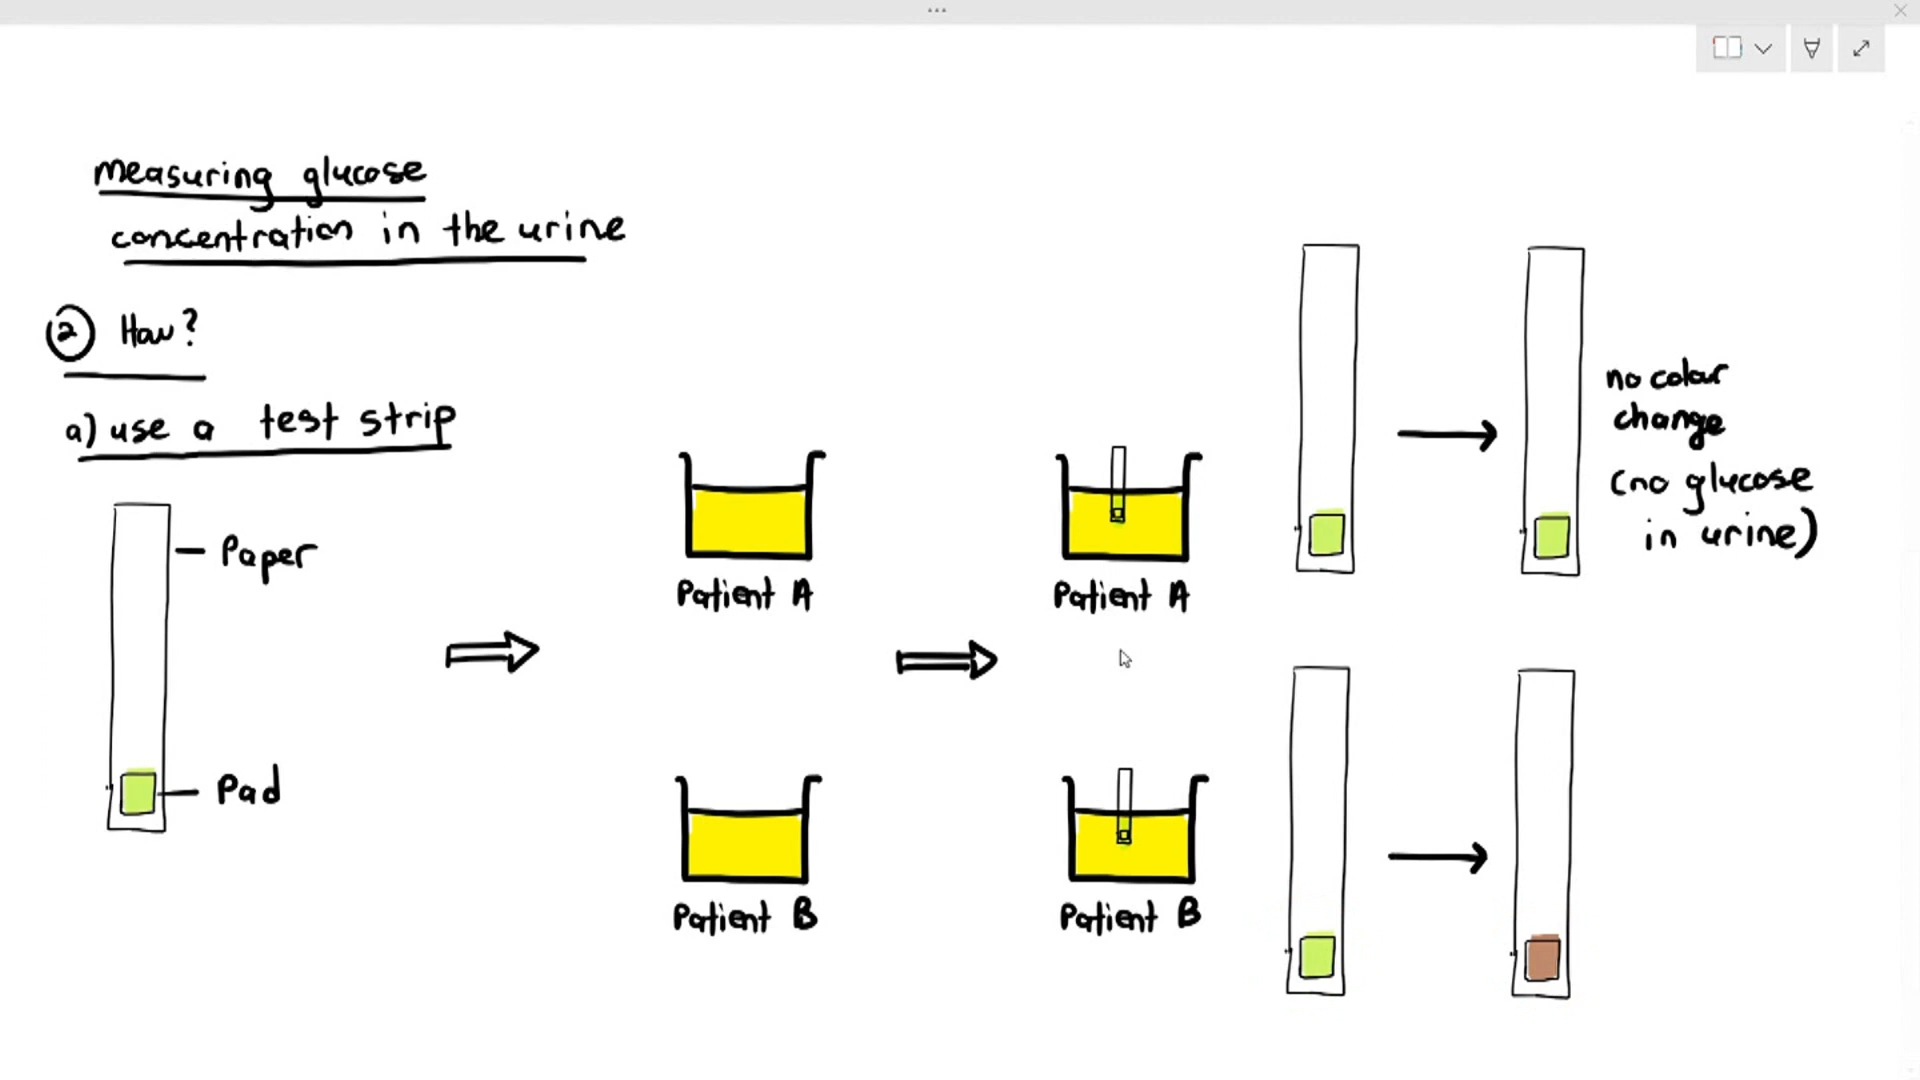 measuring glucose
concentration in the urine
2 How?
a) use a test strip
Paper
Pad
Patient A
Patient B
Patient A
Patient B
no colour
change
(no glucose
in urine)